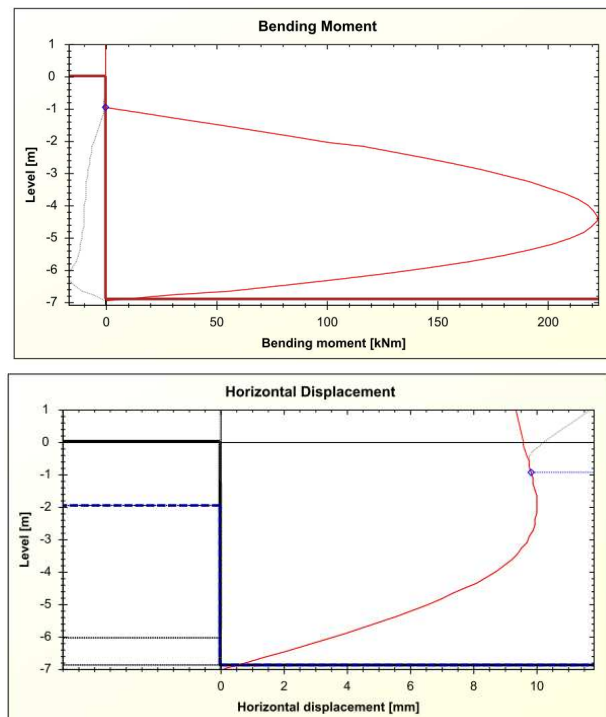 Bending Moment
Level [m]
1
0
-1
-2
-3
-4
-5
-6
-7
0 50 100 150 200
Bending moment [kNm]
Horizontal Displacement
Level [m]
1
0
-1
-2
-3
-4
-5
-6
-7
0 2 4 6 8 10
Horizontal displacement [mm]